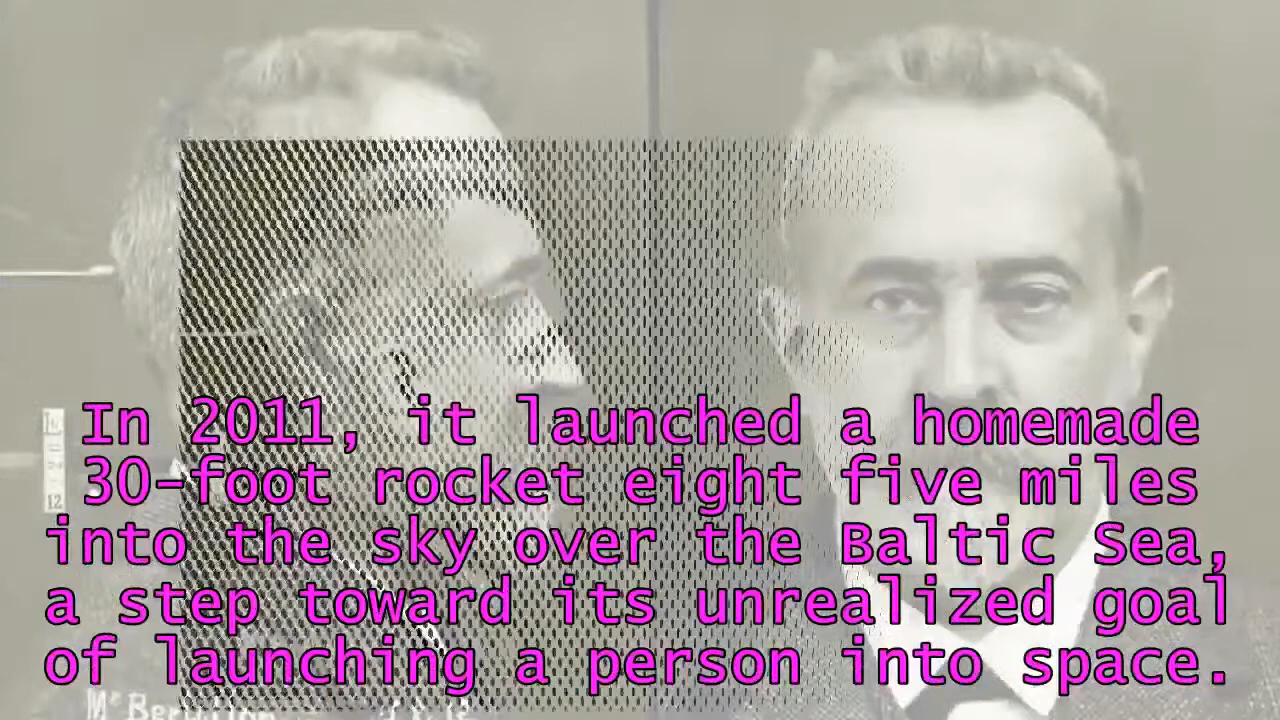 In 2011, it launched a homemade
30-foot rocket eight five miles
into the sky over the Baltic Sea,
a step toward its unrealized goal
of launching a person into space.
12